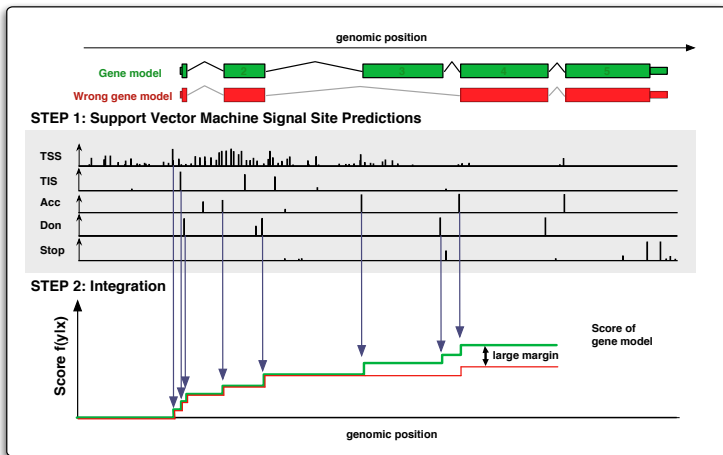 genomic position
Gene model
2 3 4 5
Wrong gene model
STEP 1: Support Vector Machine Signal Site Predictions
TSS
TIS
Acc
Don
Stop
STEP 2: Integration
Score f(y|x)
Score of
gene model
large margin
genomic position